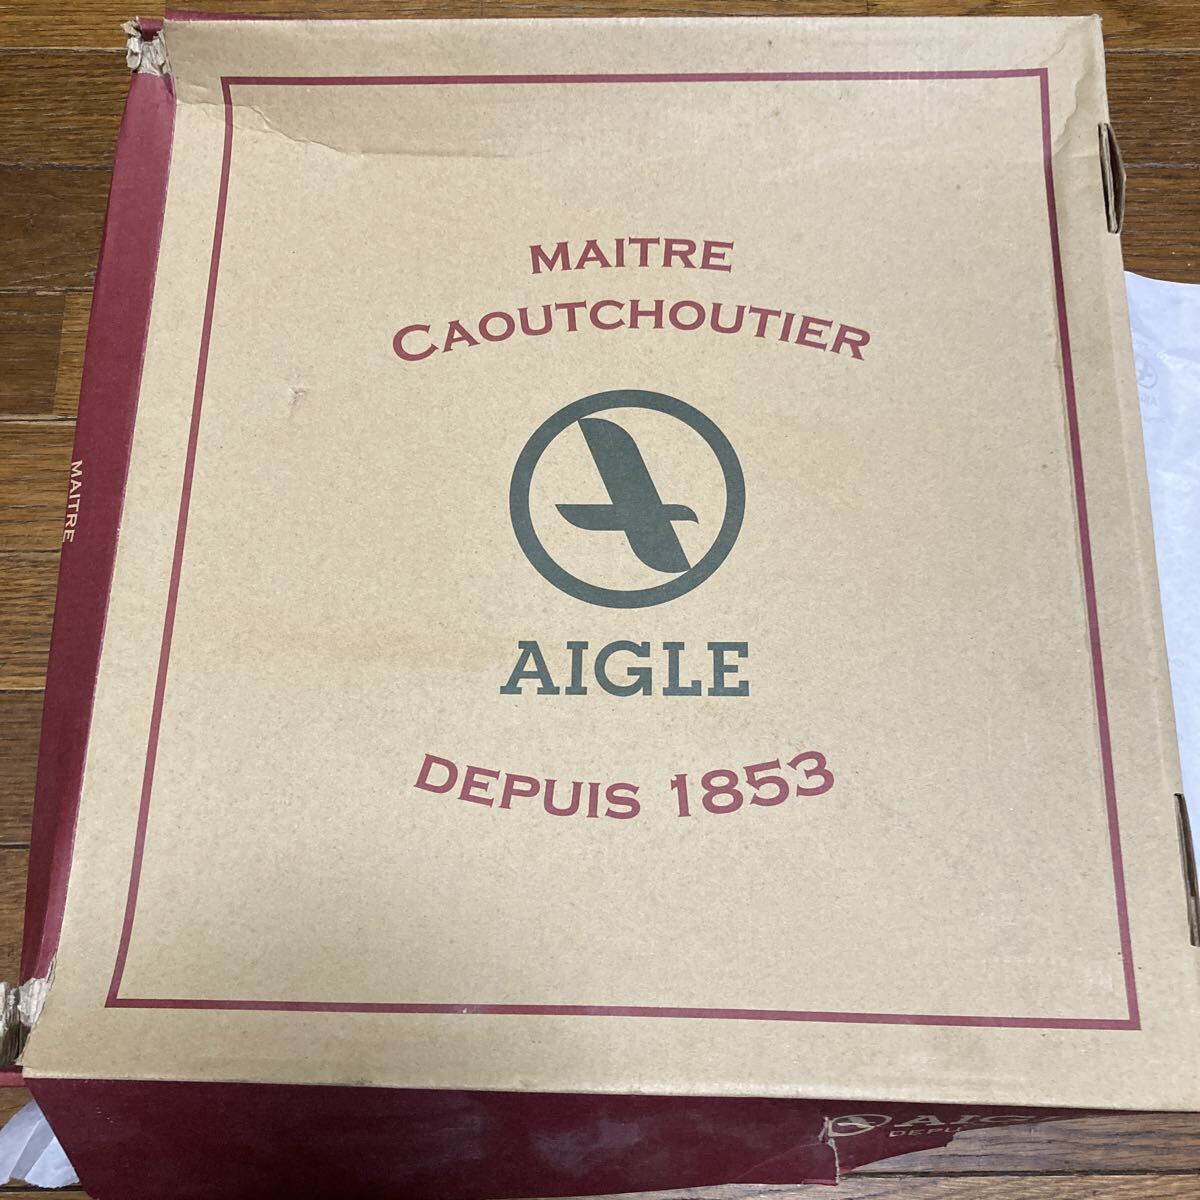 MAITRE
CAOUTCHOUTIER
AIGLE
DEPUIS 1853
MAITRE